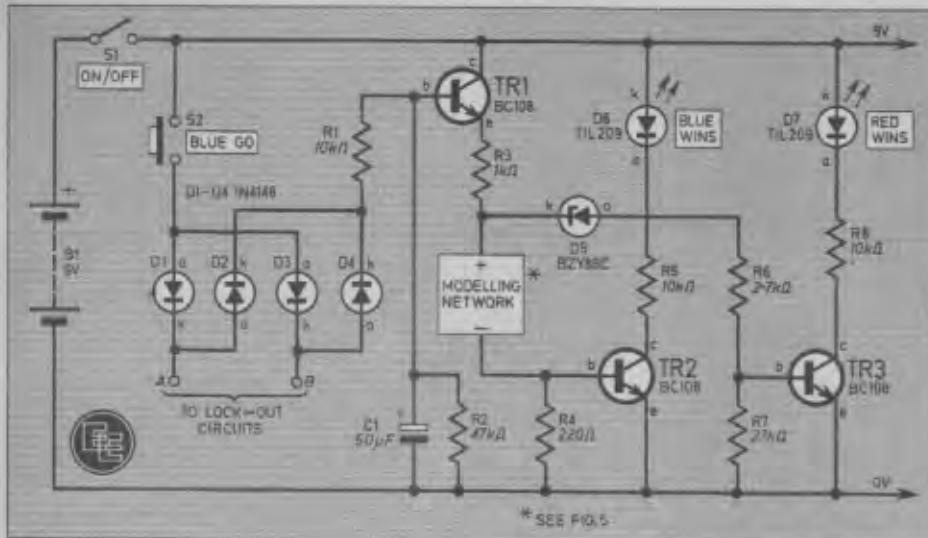 S1
ON/OFF
9V
S2
BLUE GO
D1-D4 1N4148
B1
9V
+
D1
a
k
D2
k
a
D3
a
k
D4
k
a
A
B
TO LOCK-OUT
CIRCUITS
R1
10kΩ
C1
50µF
+
R2
47kΩ
b
c
e
TR1
BC108
R3
1kΩ
k
a
BZY88C
+
MODELLING
NETWORK
−
*
R4
220Ω
k
D6
TIL209
a
BLUE
WINS
R5
10kΩ
b
c
e
TR2
BC108
R6
2·7kΩ
R7
a
D7
TIL209
a
RED
WINS
R8
10kΩ
b
c
e
TR3
BC108
0V
* SEE FIG.5